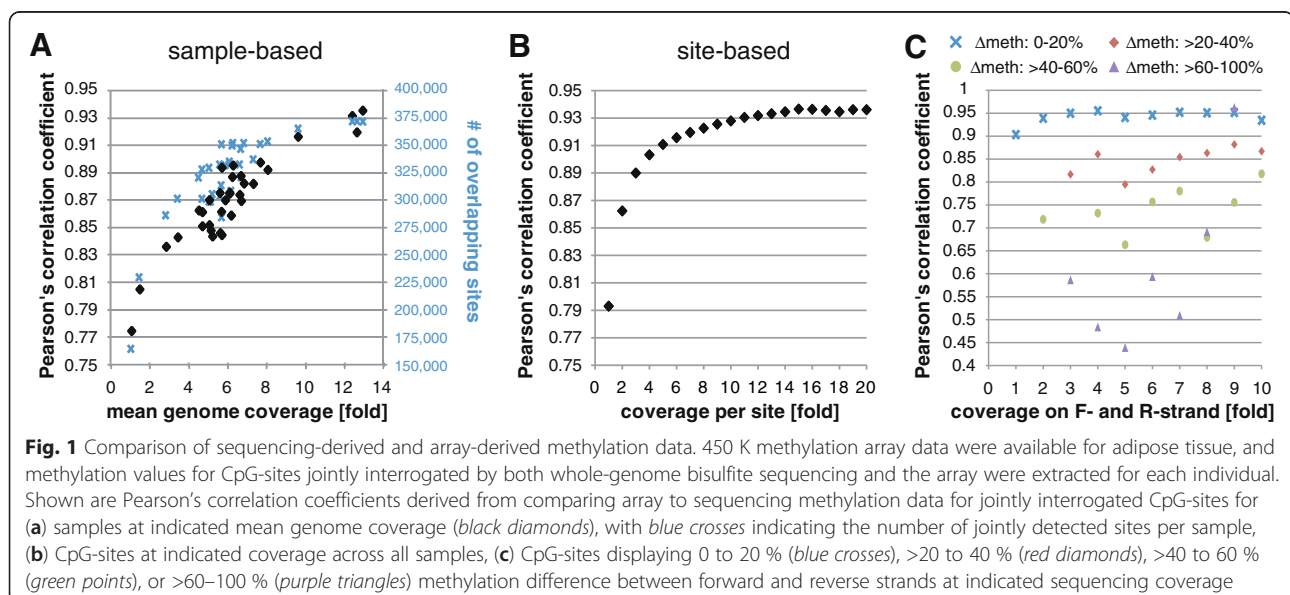 A
sample-based
Pearson's correlation coefficient
0.95
0.93
0.91
0.89
0.87
0.85
0.83
0.81
0.79
0.77
0.75
400,000
375,000
350,000
325,000
300,000
275,000
250,000
225,000
200,000
175,000
150,000
# of overlapping sites
0 2 4 6 8 10 12 14
mean genome coverage [fold]
B
site-based
Pearson's correlation coefficient
0.95
0.93
0.91
0.89
0.87
0.85
0.83
0.81
0.79
0.77
0.75
0 2 4 6 8 10 12 14 16 18 20
coverage per site [fold]
C
Δmeth: 0-20% Δmeth: >20-40%
Δmeth: >40-60% Δmeth: >60-100%
Pearson's correlation coefficient
1
0.95
0.9
0.85
0.8
0.75
0.7
0.65
0.6
0.55
0.5
0.45
0.4
0 1 2 3 4 5 6 7 8 9 10
coverage on F- and R-strand [fold]
Fig. 1 Comparison of sequencing-derived and array-derived methylation data. 450 K methylation array data were available for adipose tissue, and
methylation values for CpG-sites jointly interrogated by both whole-genome bisulfite sequencing and the array were extracted for each individual.
Shown are Pearson's correlation coefficients derived from comparing array to sequencing methylation data for jointly interrogated CpG-sites for
(a) samples at indicated mean genome coverage (black diamonds), with blue crosses indicating the number of jointly detected sites per sample,
(b) CpG-sites at indicated coverage across all samples, (c) CpG-sites displaying 0 to 20 % (blue crosses), >20 to 40 % (red diamonds), >40 to 60 %
(green points), or >60–100 % (purple triangles) methylation difference between forward and reverse strands at indicated sequencing coverage